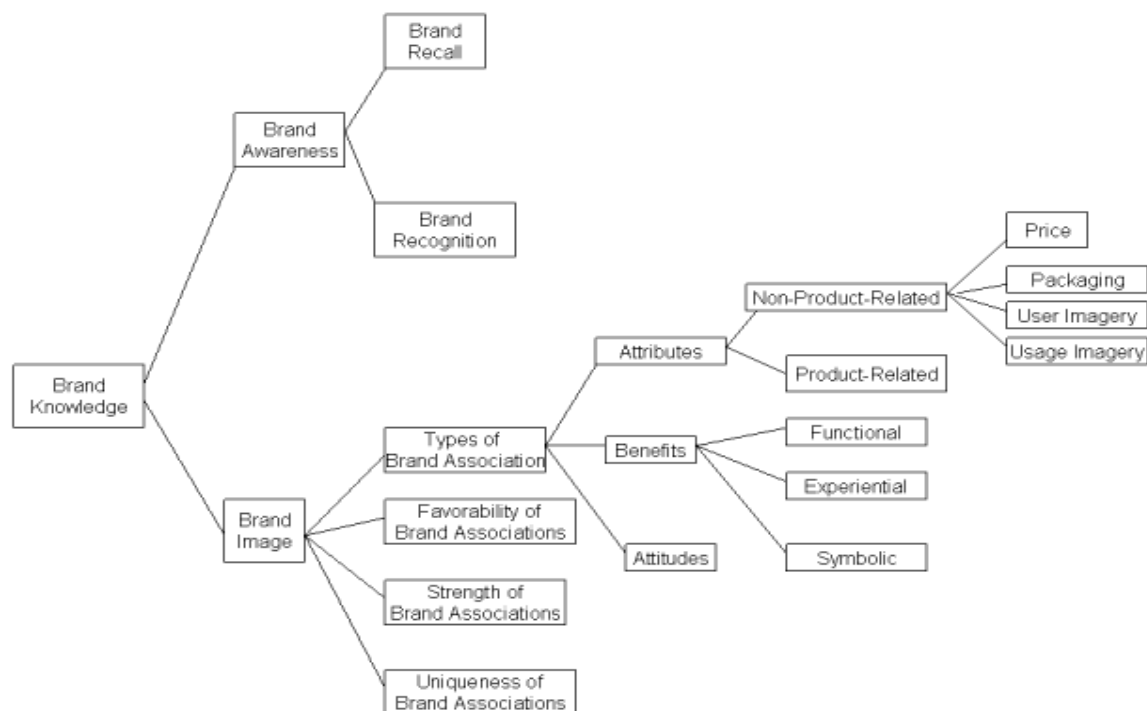 Brand
Recall
Brand
Awareness
Brand
Recognition
Price
Packaging
Non-Product-Related
User Imagery
Attributes
Usage Imagery
Product-Related
Brand
Knowledge
Types of
Brand Association
Functional
Benefits
Experiential
Brand
Image
Favorability of
Brand Associations
Attitudes
Symbolic
Strength of
Brand Associations
Uniqueness of
Brand Associations